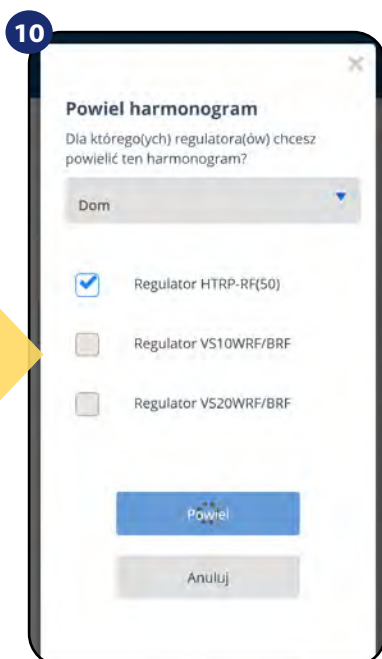 10
Powiel harmonogram
Dla którego(ych) regulatora(ów) chcesz
powielić ten harmonogram?
Dom
Regulator HTRP-RF(50)
Regulator VS10WRF/BRF
Regulator VS20WRF/BRF
Powiel
Anuluj